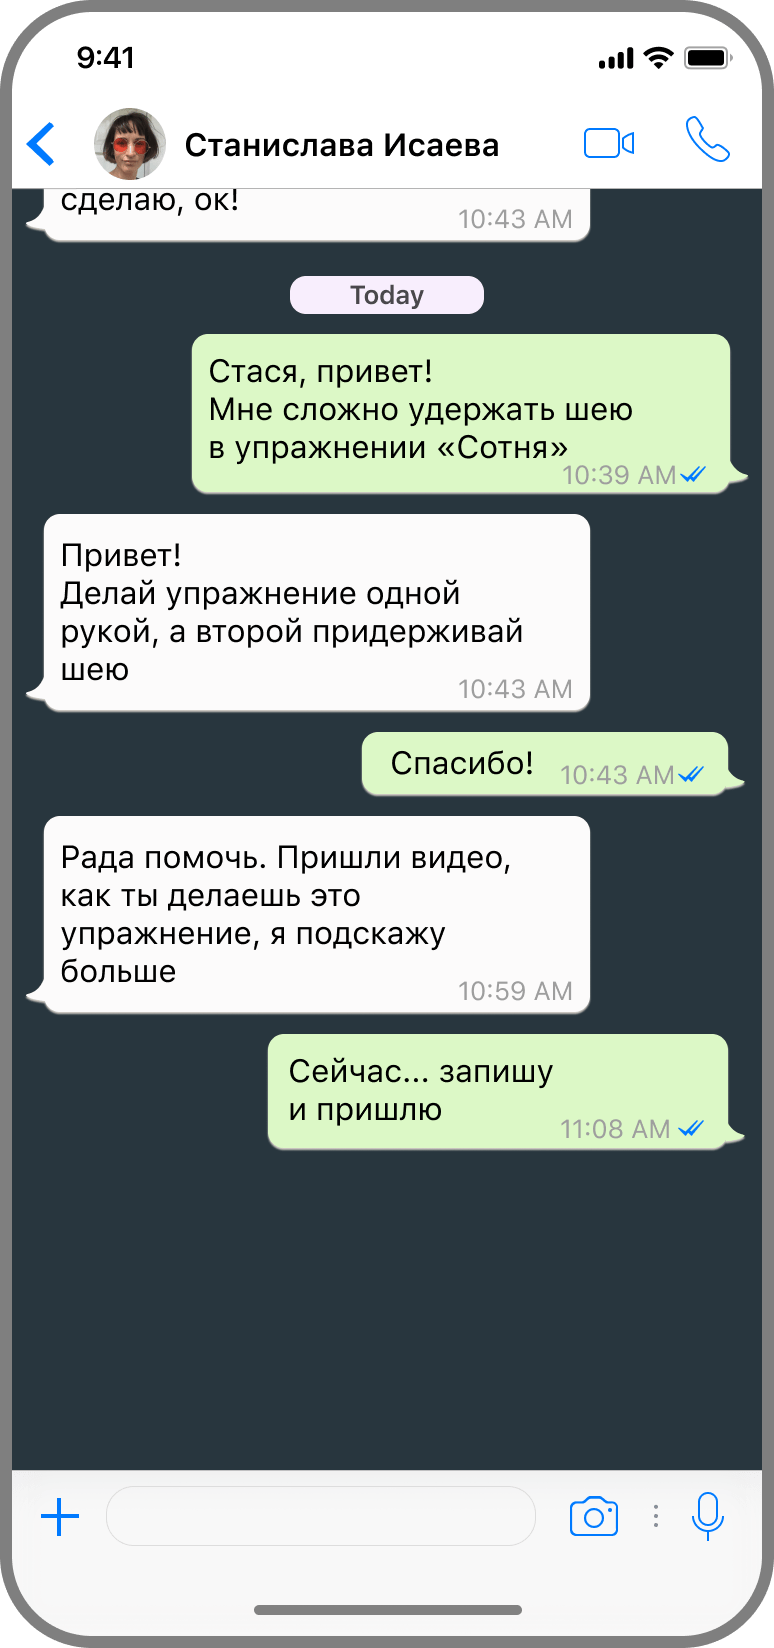 9:41
Станислава Исаева
сделаю, ок!
10:43 AM
Today
Стася, привет!
Мне сложно удержать шею
в упражнении «Сотня»
10:39 AM
Привет!
Делай упражнение одной
рукой, а второй придерживай
шею
10:43 AM
Спасибо!
10:43 AM
Рада помочь. Пришли видео,
как ты делаешь это
упражнение, я подскажу
больше
10:59 AM
Сейчас... запишу
и пришлю
11:08 AM